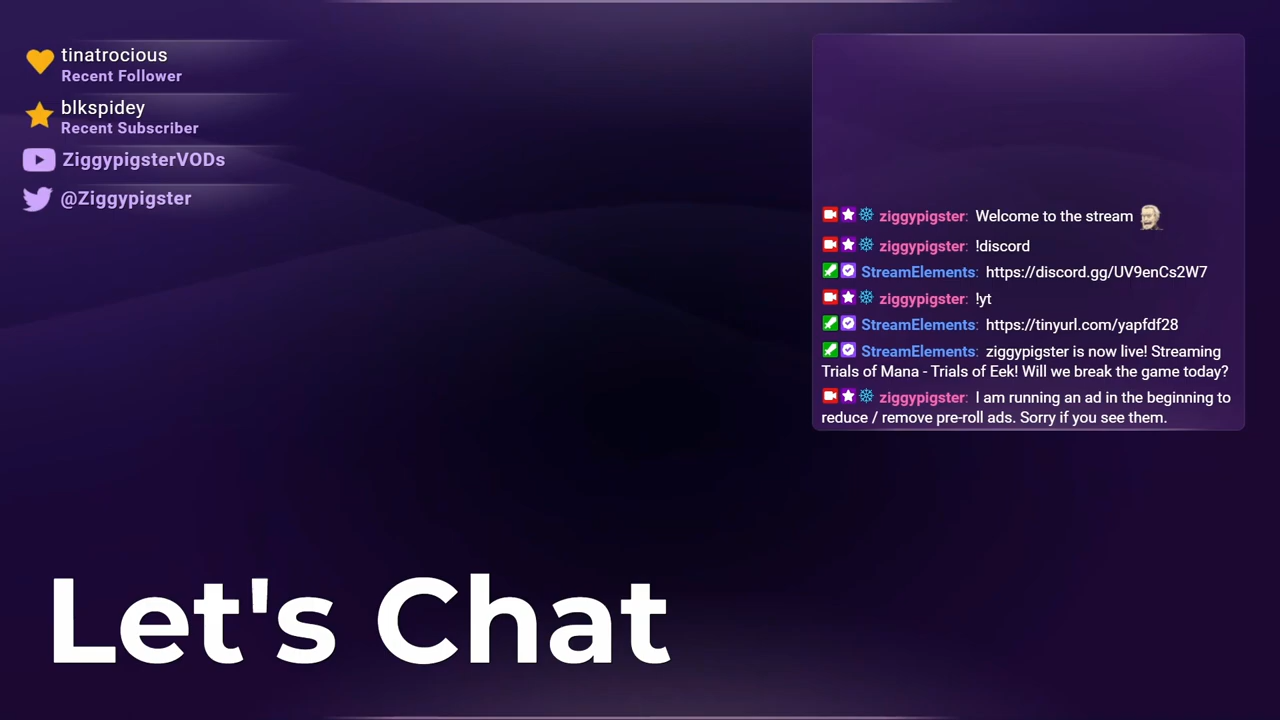 tinatrocious
Recent Follower
blkspidey
Recent Subscriber
ZiggypigsterVODs
@Ziggypigster
ziggypigster: Welcome to the stream
ziggypigster: !discord
StreamElements: https://discord.gg/UV9enCs2W7
ziggypigster: !yt
StreamElements: https://tinyurl.com/yapfdf28
StreamElements: ziggypigster is now live! Streaming
Trials of Mana - Trials of Eek! Will we break the game today?
ziggypigster: I am running an ad in the beginning to
reduce / remove pre-roll ads. Sorry if you see them.
Let's Chat